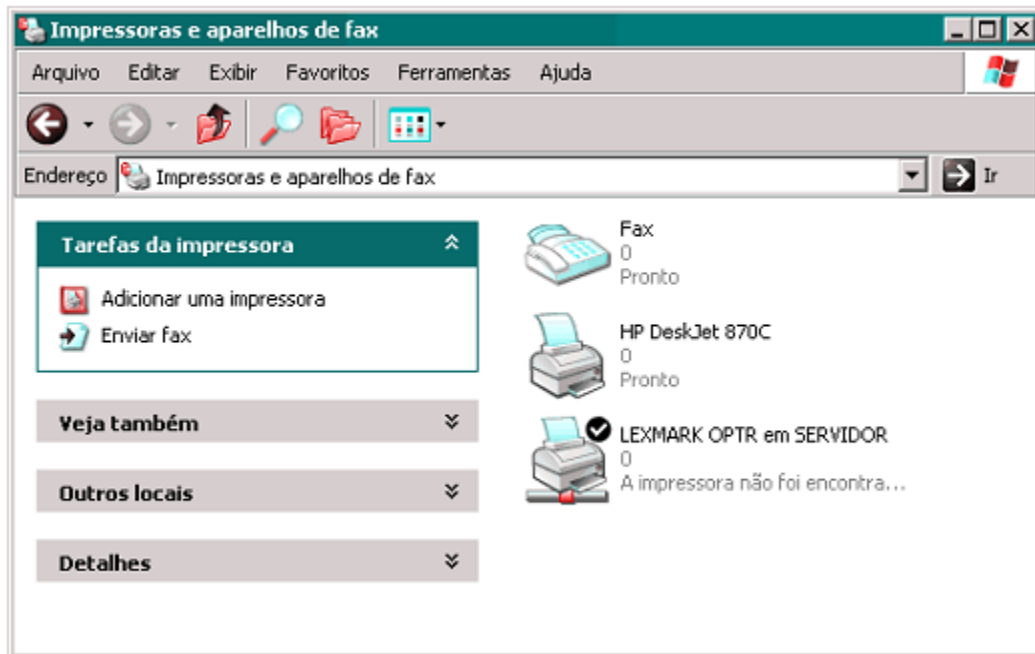 Impressoras e aparelhos de fax
Arquivo Editar Exibir Favoritos Ferramentas Ajuda
Endereço Impressoras e aparelhos de fax Ir
Tarefas da impressora
Adicionar uma impressora
Enviar fax
Veja também
Outros locais
Detalhes
Fax
0
Pronto
HP DeskJet 870C
0
Pronto
LEXMARK OPTR em SERVIDOR
0
A impressora não foi encontra...